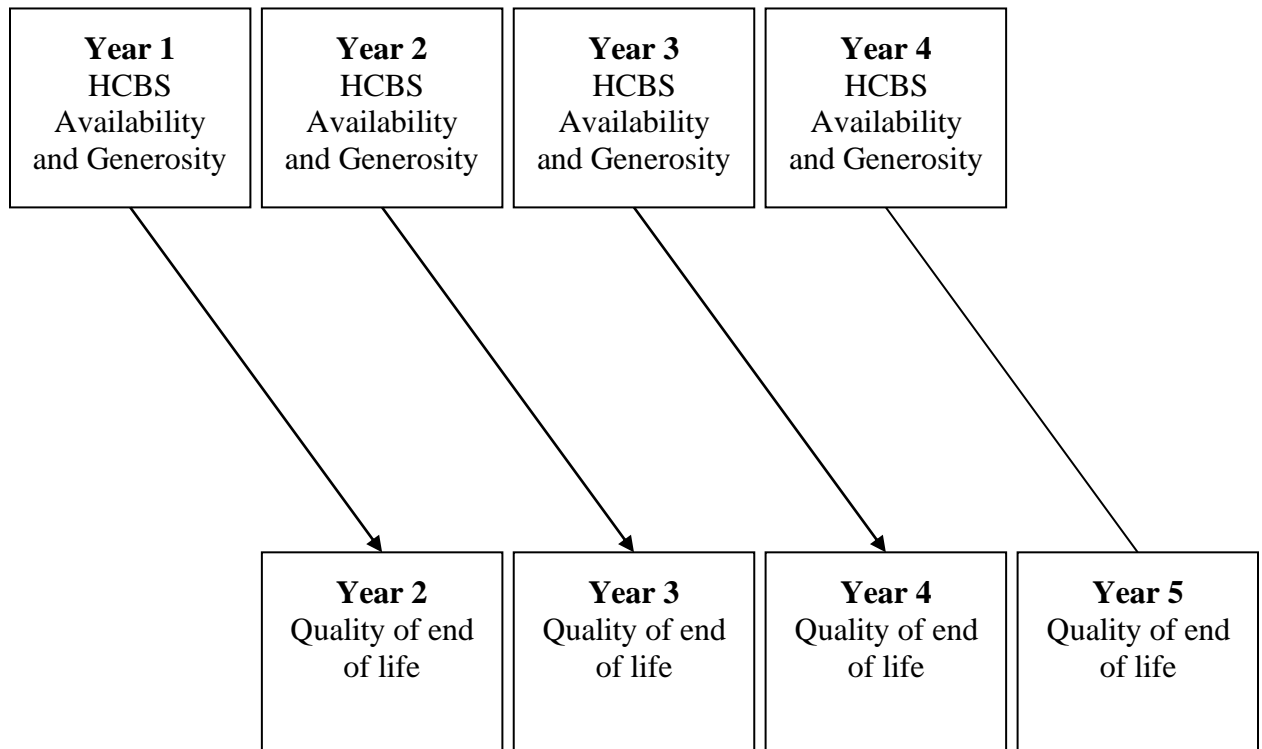 Year 1
HCBS
Availability
and Generosity
Year 2
HCBS
Availability
and Generosity
Year 3
HCBS
Availability
and Generosity
Year 4
HCBS
Availability
and Generosity
Year 2
Quality of end
of life
Year 3
Quality of end
of life
Year 4
Quality of end
of life
Year 5
Quality of end
of life